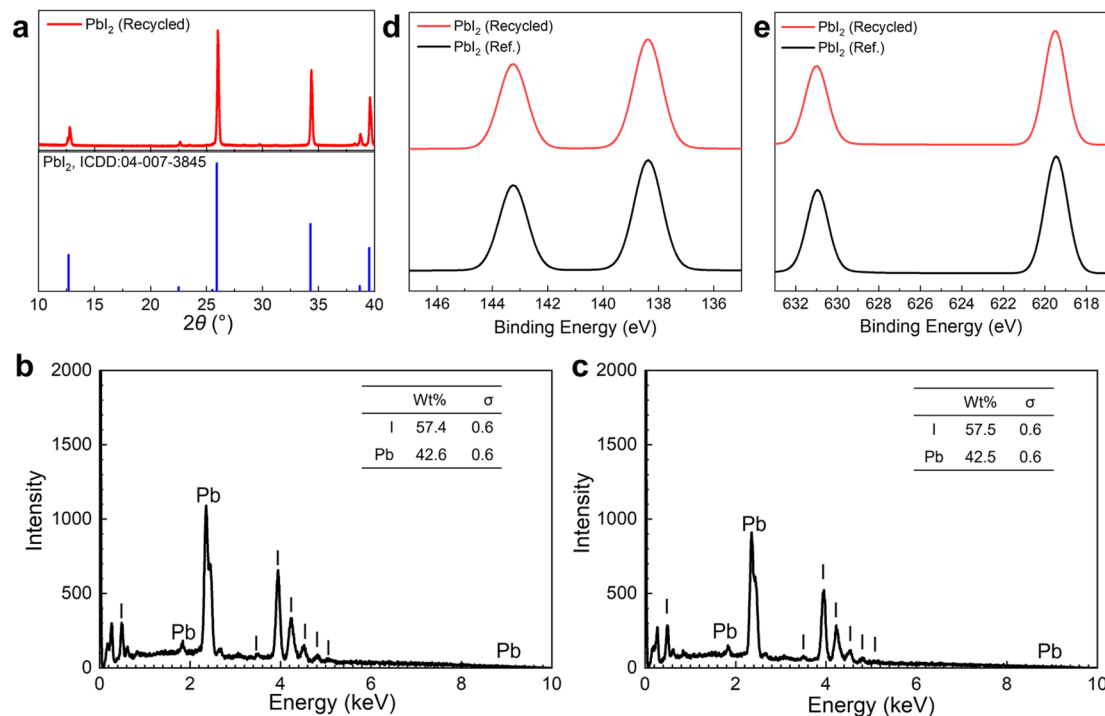 a
PbI₂ (Recycled)
PbI₂, ICDD:04-007-3845
10 15 20 25 30 35 40
2θ (°)
d
PbI₂ (Recycled)
PbI₂ (Ref.)
146 144 142 140 138 136
Binding Energy (eV)
e
PbI₂ (Recycled)
PbI₂ (Ref.)
632 630 628 626 624 622 620 618
Binding Energy (eV)
b
2000
1500
1000
500
0
Intensity
Wt% σ
I 57.4 0.6
Pb 42.6 0.6
Pb
I
I
I
Pb
I
I
I
I
Pb
0 2 4 6 8 10
Energy (keV)
c
2000
1500
1000
500
0
Intensity
Wt% σ
I 57.5 0.6
Pb 42.5 0.6
Pb
I
I
I
Pb
I
I
I
I
Pb
0 2 4 6 8 10
Energy (keV)